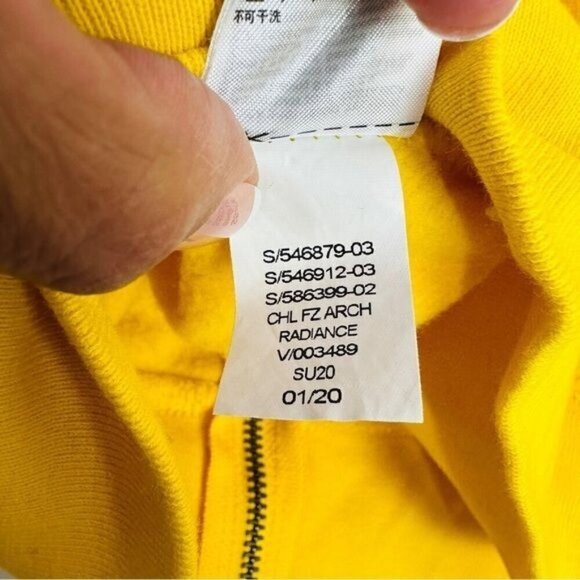 不可干洗
S/546879-03
S/546912-03
S/586399-02
CHL FZ ARCH
RADIANCE
V/003489
SU20
01/20